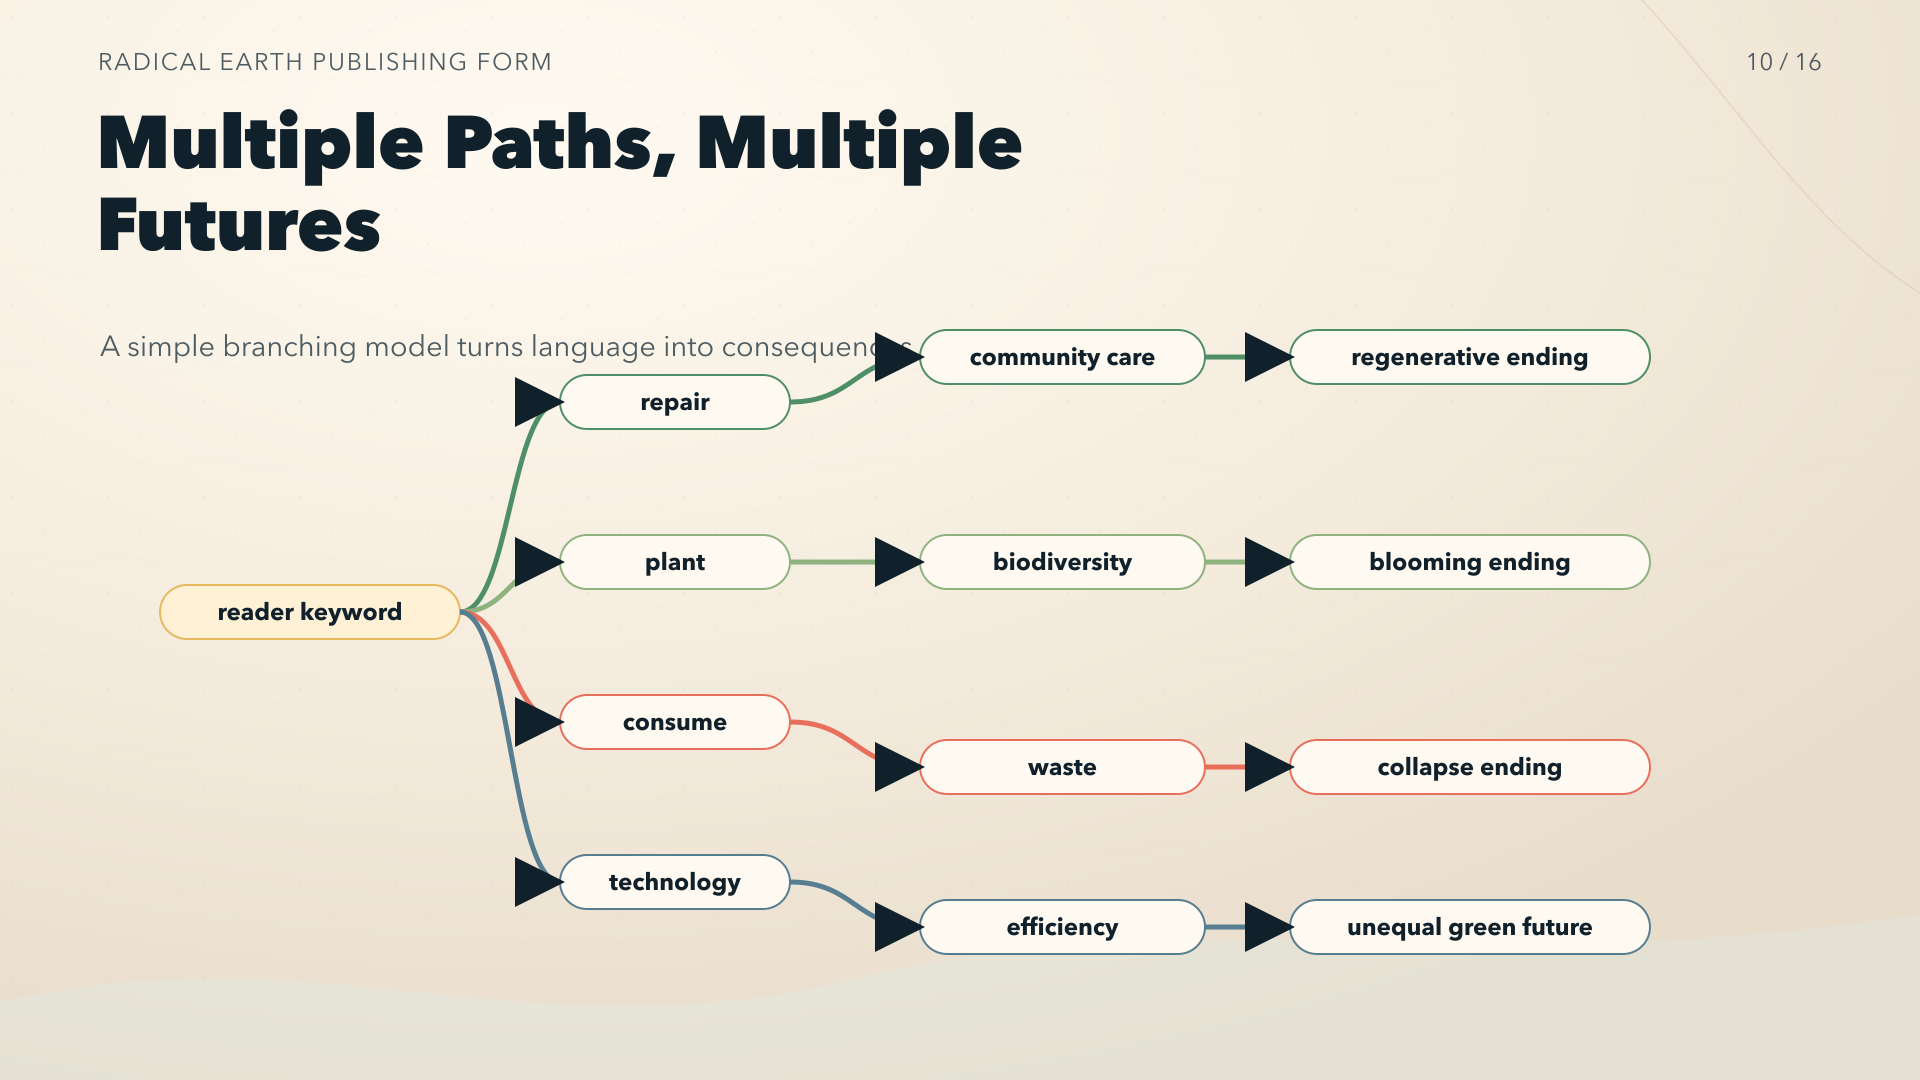 RADICAL EARTH PUBLISHING FORM
10 / 16
Multiple Paths, Multiple
Futures
A simple branching model turns language into
community care
regenerative ending
repair
plant
biodiversity
blooming ending
reader keyword
consume
waste
collapse ending
technology
efficiency
unequal green future